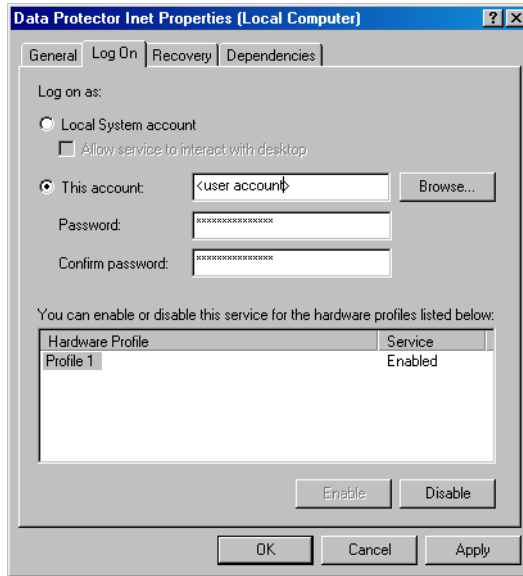 Data Protector Inet Properties (Local Computer)
General Log On Recovery Dependencies
Log on as:
Local System account
Allow service to interact with desktop
This account: <user account> Browse...
Password: ***************
Confirm password: ***************
You can enable or disable this service for the hardware profiles listed below:
Hardware Profile Service
Profile 1 Enabled
Enable Disable
OK Cancel Apply